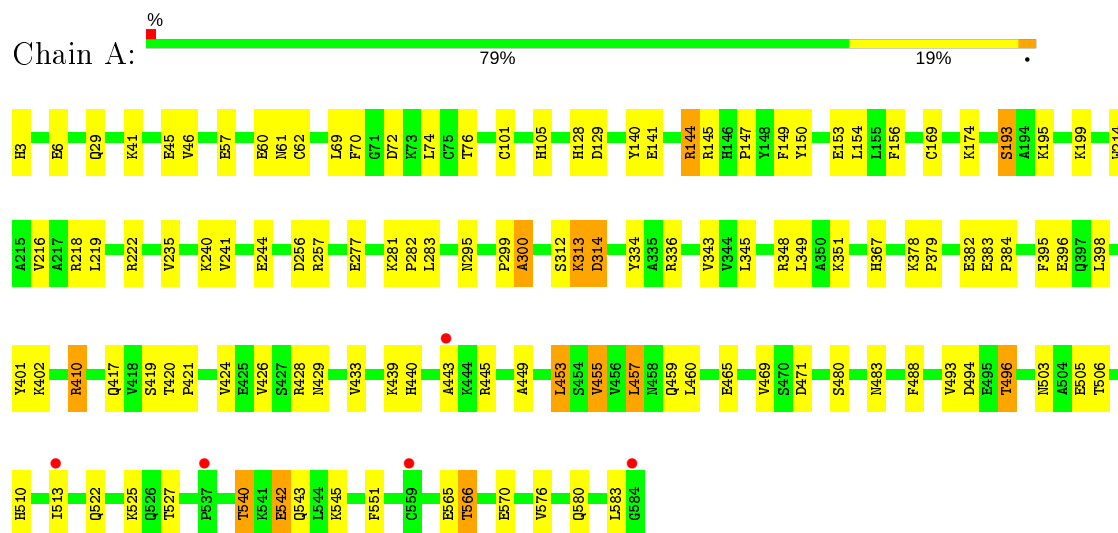 %
Chain A:
79% 19% •
H3 E6 Q29 K41 E45 V46 E57 E60 N61 C62 L69 F70 G71 D72 K73 L74 C75 T76 C101 H105 H128 D129 Y140 E141 R144 R145 H146 P147 Y148 F149 Y150 E153 L154 L155 F156 C169 K174 S193 A194 K195 K199 W214
A215 V216 A217 R218 L219 R222 V235 K240 V241 E244 D256 R257 E277 K281 P282 L283 N295 P299 A300 S312 K313 D314 Y334 A335 R336 V343 V344 L345 R348 L349 A350 K351 H367 K378 P379 E382 E383 P384 F395 E396 Q397 L398
Y401 K402 R410 Q417 V418 S419 T420 P421 V424 E425 V426 S427 R428 N429 V433 K439 H440 A443 K444 R445 A449 L453 S454 V455 V456 L457 N458 Q459 L460 E465 V469 S470 D471 S480 N483 F488 V493 D494 E495 T496 N503 A504 E505 T506
H510 I513 Q522 K525 Q526 T527 P537 T540 K541 E542 Q543 L544 K545 F551 C559 E565 T566 E570 V576 Q580 L583 G584